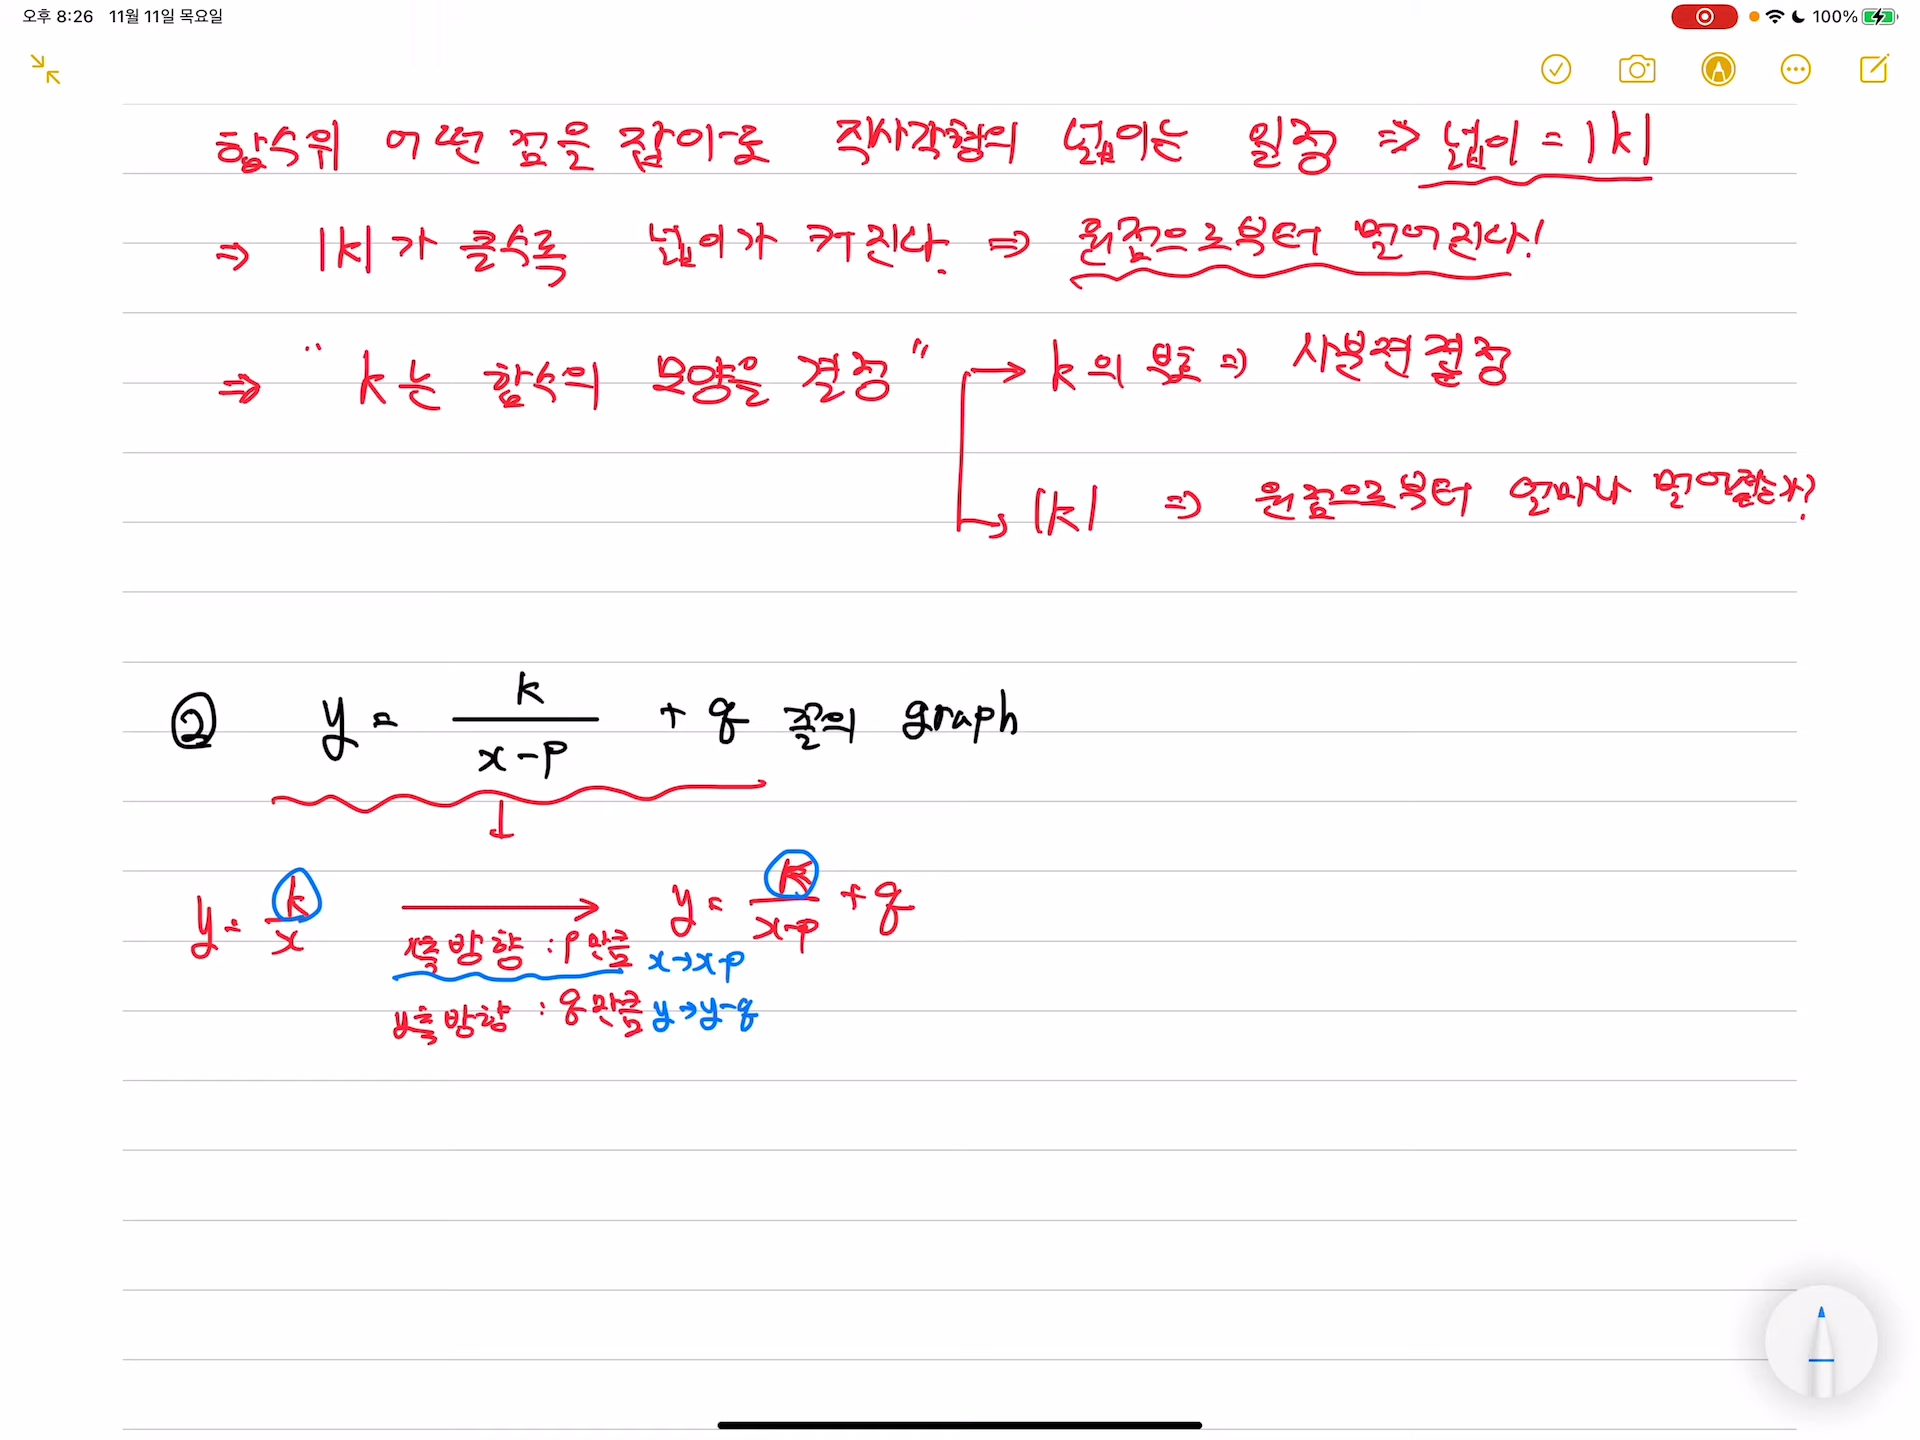 오후 8:26 11월 11일 목요일 100%
함수위 어떤 점을 잡아도 직사각형의 넓이는 일정 ⇒ 넓이 = |k|
⇒ |k|가 클수록 넓이가 커진다. ⇒ 원점으로부터 멀어진다!
⇒ "k는 함수의 모양을 결정" → k의 부호 ⇒ 사분면 결정
→ |k| ⇒ 원점으로부터 얼마나 멀어졌는가?
② y = k/(x-p) + q 꼴의 graph
↓
y = k/x → y = k/(x-p) + q
x축 방향 : p만큼 x→x-p
y축 방향 : q만큼 y→y-q